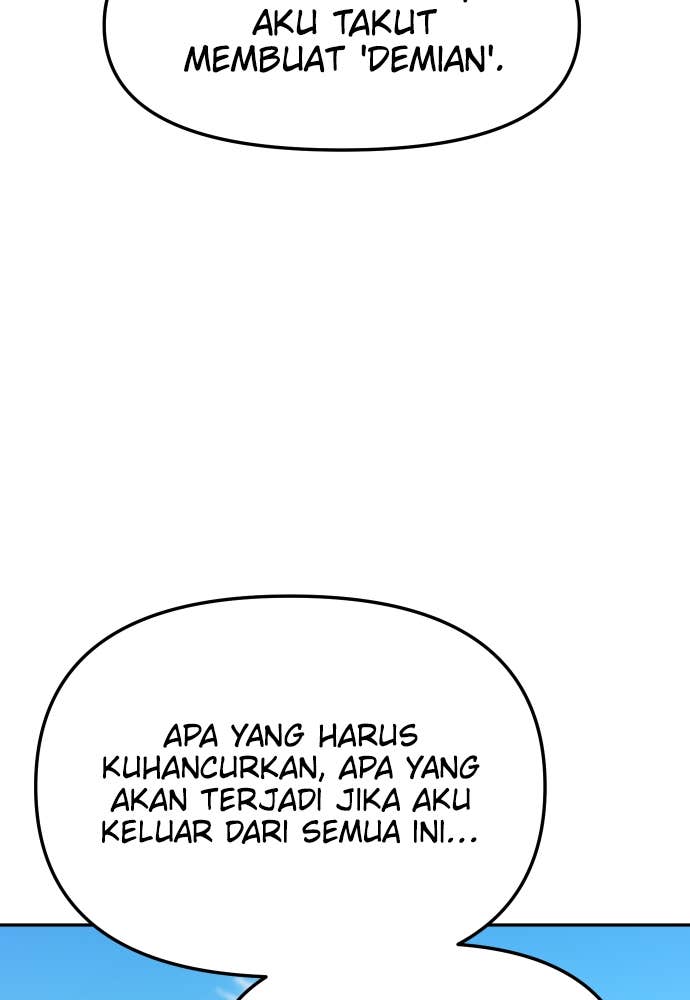 AKU TAKUT
MEMBUAT 'DEMIAN'.
APA YANG HARUS
KUHANCURKAN, APA YANG
AKAN TERJADI JIKA AKU
KELUAR DARI SEMUA INI...